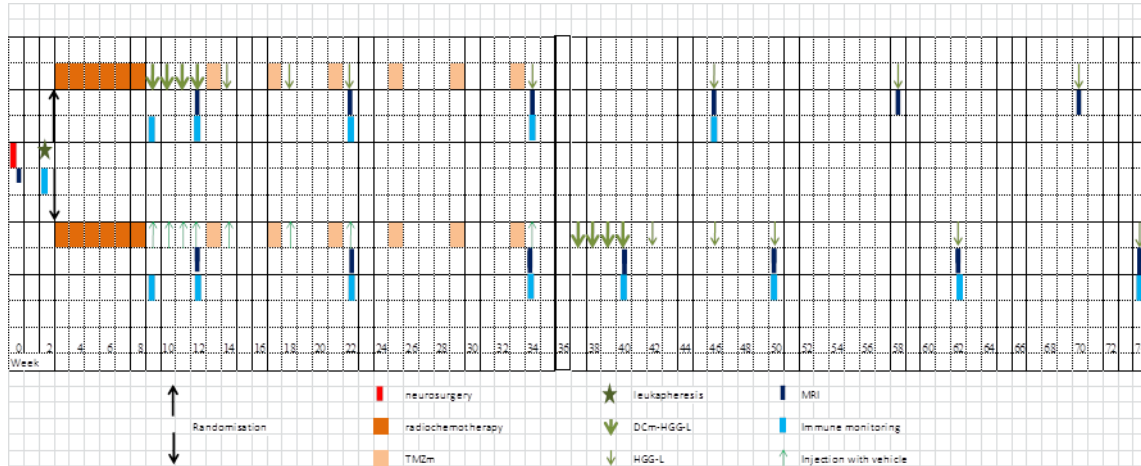 0 2 4 6 8 10 12 14 16 18 20 22 24 26 28 30 32 34 36 38 40 42 44 46 48 50 52 54 56 58 60 62 64 66 68 70 72 7
Week
neurosurgery leukapheresis MRI
Randomisation radiochemotherapy DCm-HGG-L Immune monitoring
TMZm HGG-L Injection with vehicle